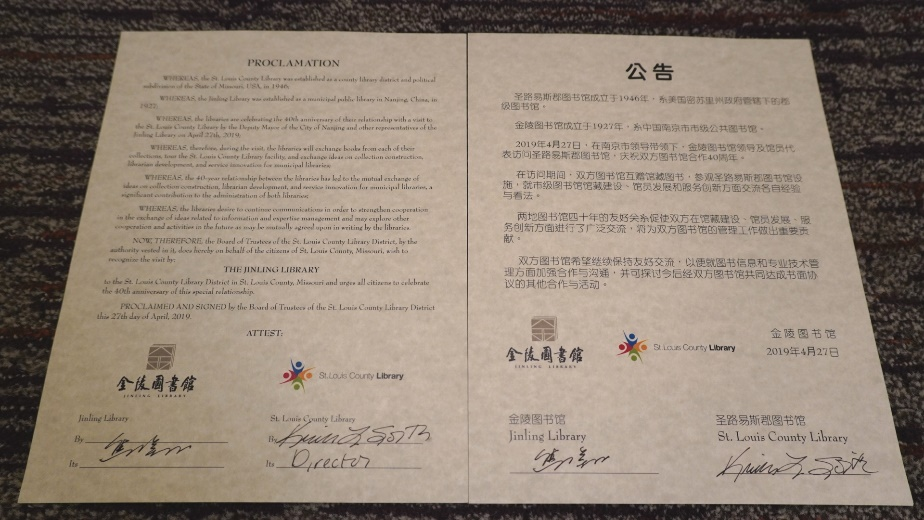 PROCLAMATION
WHEREAS, the St. Louis County Library was established as a county library district and political
subdivision of the State of Missouri, USA, in 1946;
WHEREAS, the Jinling Library was established as a municipal public library in Nanjing, China, in
1927;
WHEREAS, the libraries are celebrating the 40th anniversary of their relationship with a visit to
the St. Louis County Library by the Deputy Mayor of the City of Nanjing and other representatives of the
Jinling Library on April 27th, 2019;
WHEREAS, therefore, during the visit, the libraries will exchange books from each of their
collections, tour the St. Louis County Library facility, and exchange ideas on collection construction,
librarian development, and service innovation for municipal libraries;
WHEREAS, the 40-year relationship between the libraries has led to the mutual exchange of
ideas on collection construction, librarian development, and service innovation for municipal libraries, a
significant contribution to the administration of both libraries;
WHEREAS, the libraries desire to continue communications in order to strengthen cooperation
in the exchange of ideas related to information and expertise management and may explore other
cooperation and activities in the future as may be mutually agreed upon in writing by the libraries.
NOW, THEREFORE, the Board of Trustees of the St. Louis County Library District, by the
authority vested in it, does hereby on behalf of the citizens of St. Louis County, Missouri, wish to
recognize the visit by:
THE JINLING LIBRARY
to the St. Louis County Library District in St. Louis County, Missouri and urges all citizens to celebrate
the 40th anniversary of this special relationship.
PROCLAIMED AND SIGNED by the Board of Trustees of the St. Louis County Library District
this 27th day of April, 2019.
ATTEST:
金陵圖書館
JINLING LIBRARY
St. Louis County Library
Jinling Library
St. Louis County Library
By
By
Its
Its Director
公告
圣路易斯郡图书馆成立于1946年，系美国密苏里州政府管辖下的郡
级图书馆。
金陵图书馆成立于1927年，系中国南京市市级公共图书馆。
2019年4月27日，在南京市领导带领下，金陵图书馆领导及馆员代
表访问圣路易斯郡图书馆，庆祝双方图书馆合作40周年。
在访问期间，双方图书馆互赠馆藏图书，参观圣路易斯郡图书馆设
施，就市级图书馆馆藏建设、馆员发展和服务创新方面交流各自经验
与看法。
两地图书馆四十年的友好关系促使双方在馆藏建设、馆员发展、服
务创新方面进行了广泛交流，将为双方图书馆的管理工作做出重要贡
献。
双方图书馆希望继续保持友好交流，以便就图书信息和专业技术管
理方面加强合作与沟通，并可探讨今后经双方图书馆共同达成书面协
议的其他合作与活动。
金陵圖書館
JINLING LIBRARY
St. Louis County Library
金陵图书馆
2019年4月27日
金陵图书馆
Jinling Library
圣路易斯郡图书馆
St. Louis County Library